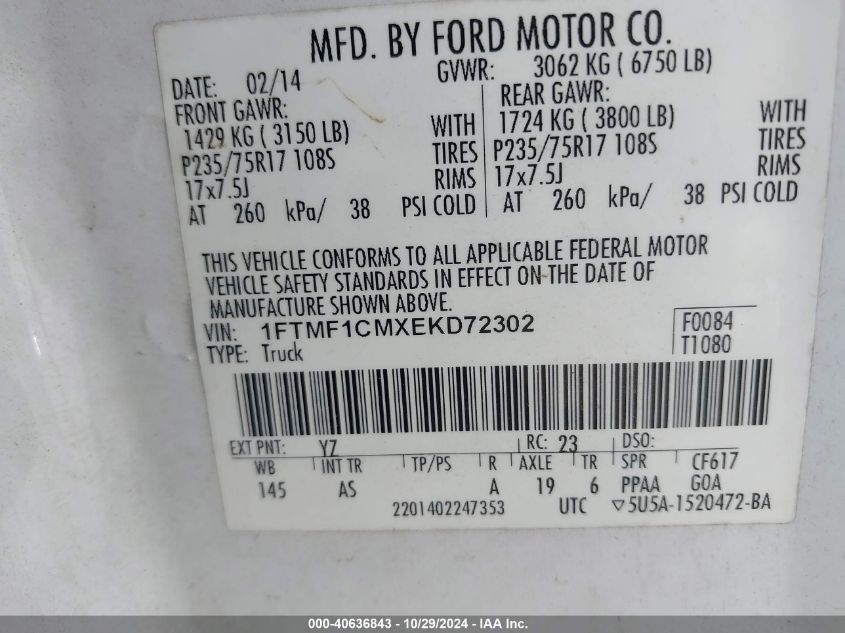 MFD. BY FORD MOTOR CO.
DATE: 02/14 GVWR: 3062 KG ( 6750 LB)
FRONT GAWR: REAR GAWR:
1429 KG ( 3150 LB) WITH 1724 KG ( 3800 LB) WITH
P235/75R17 108S TIRES P235/75R17 108S TIRES
17x7.5J RIMS 17x7.5J RIMS
AT 260 kPa/ 38 PSI COLD AT 260 kPa/ 38 PSI COLD
THIS VEHICLE CONFORMS TO ALL APPLICABLE FEDERAL MOTOR
VEHICLE SAFETY STANDARDS IN EFFECT ON THE DATE OF
MANUFACTURE SHOWN ABOVE.
VIN: 1FTMF1CMXEKD72302 F0084
TYPE: Truck T1080
EXT PNT: YZ RC: 23 DSO:
WB INT TR TP/PS R AXLE TR SPR CF617
145 AS A 19 6 PPAA GOA
2201402247353 UTC ▽5U5A-1520472-BA
000-40636843 - 10/29/2024 - IAA Inc.